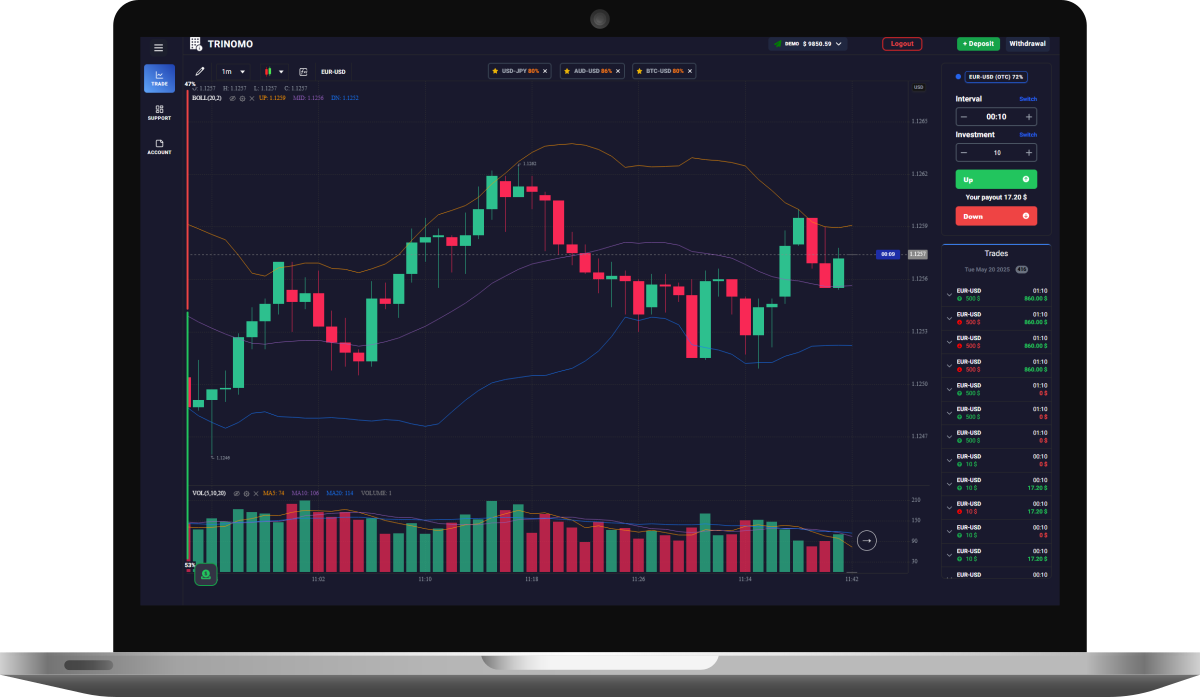 TRINOMO
DEMO $ 9850.59
Logout
+ Deposit
Withdrawal
1m
EUR-USD
USD-JPY 80% ×
AUD-USD 86% ×
BTC-USD 80% ×
TRADE
SUPPORT
ACCOUNT
47%
O: 1.1257 H: 1.1257 L: 1.1257 C: 1.1257
BOLL(20,2) UP: 1.1259 MID: 1.1256 DN: 1.1252
USD
1.1265
1.1262
1.1259
1.1256
1.1253
1.1247
00:09
1.1257
VOL(5,10,20) MA5: 74 MA10: 108 MA20: 114 VOLUME: 1
210
150
90
30
53%
11:02
11:10
11:18
11:26
11:34
11:42
EUR-USD (OTC) 72%
Interval Switch
− 00:10 +
Investment Switch
− 10 +
Up
Your payout 17.20 $
Down
Trades
Tue May 20 2025
EUR-USD 01:10
500 $ 860.00 $
EUR-USD 01:10
500 $ 860.00 $
EUR-USD 01:10
500 $ 860.00 $
EUR-USD 01:10
500 $ 860.00 $
EUR-USD 01:10
500 $ 0 $
EUR-USD 01:10
500 $ 0 $
EUR-USD 01:10
500 $ 0 $
EUR-USD 00:10
10 $ 0 $
EUR-USD 00:10
10 $ 17.20 $
EUR-USD 00:10
10 $ 17.20 $
EUR-USD 00:10
10 $ 0 $
EUR-USD 00:10
10 $ 17.20 $
EUR-USD 00:10